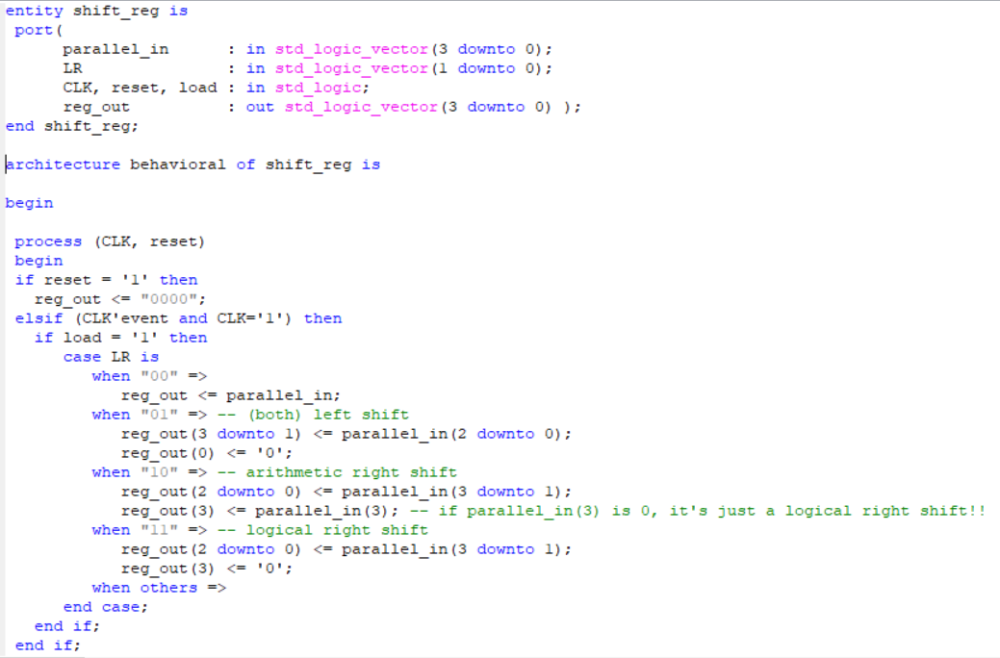 entity shift_reg is
port(
parallel_in : in std_logic_vector(3 downto 0);
LR : in std_logic_vector(1 downto 0);
CLK, reset, load : in std_logic;
reg_out : out std_logic_vector(3 downto 0) );
end shift_reg;
architecture behavioral of shift_reg is
begin
process (CLK, reset)
begin
if reset = '1' then
reg_out <= "0000";
elsif (CLK'event and CLK='1') then
if load = '1' then
case LR is
when "00" =>
reg_out <= parallel_in;
when "01" => -- (both) left shift
reg_out(3 downto 1) <= parallel_in(2 downto 0);
reg_out(0) <= '0';
when "10" => -- arithmetic right shift
reg_out(2 downto 0) <= parallel_in(3 downto 1);
reg_out(3) <= parallel_in(3); -- if parallel_in(3) is 0, it's just a logical right shift!!
when "11" => -- logical right shift
reg_out(2 downto 0) <= parallel_in(3 downto 1);
reg_out(3) <= '0';
when others =>
end case;
end if;
end if;